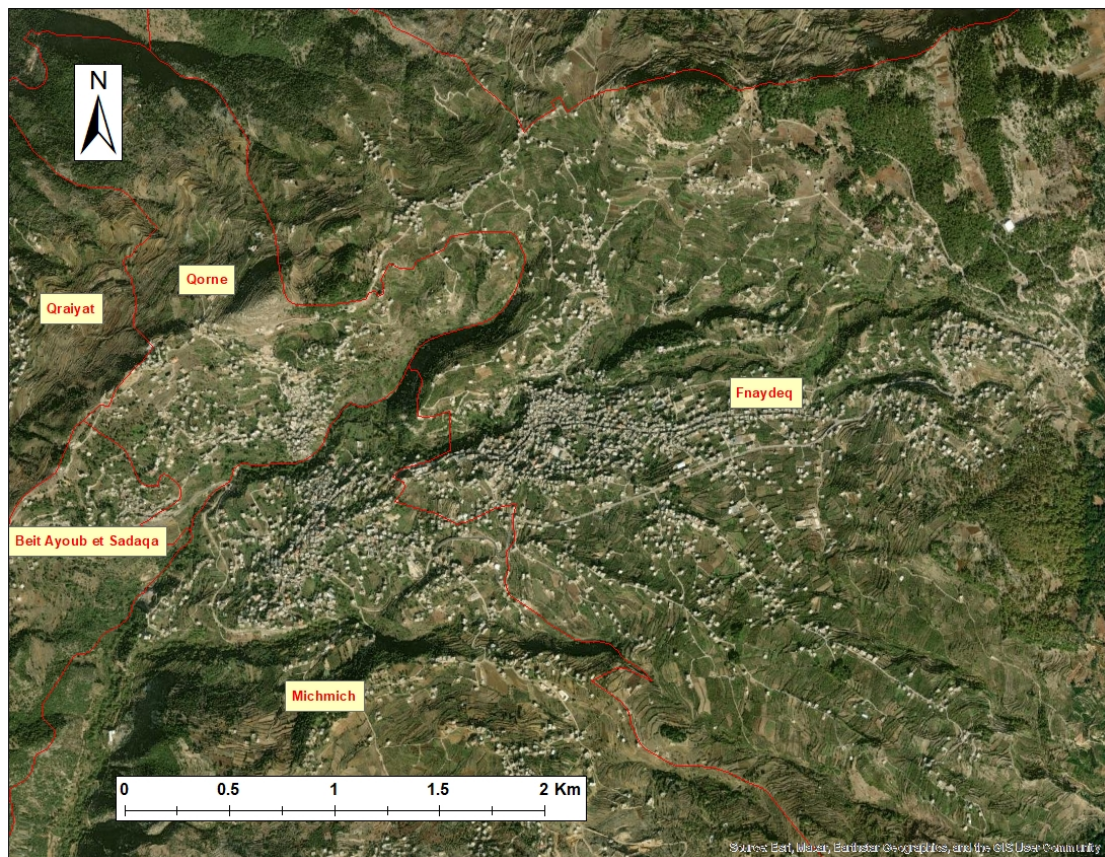 N
Qorne
Qraiyat
Fnaydeq
Beit Ayoub et Sadaqa
Michmich
0 0.5 1 1.5 2 Km
Source: Esri, Maxar, Earthstar Geographics, and the GIS User Community